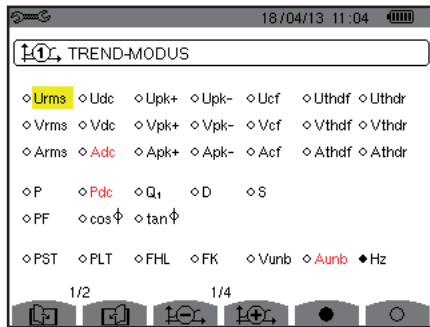 18/04/13 11:04
1 TREND-MODUS
Urms Udc Upk+ Upk- Ucf Uthdf Uthdr
Vrms Vdc Vpk+ Vpk- Vcf Vthdf Vthdr
Arms Adc Apk+ Apk- Acf Athdf Athdr
P Pdc Q₁ D S
PF cosΦ tanΦ
PST PLT FHL FK Vunb Aunb Hz
1/2 1/4